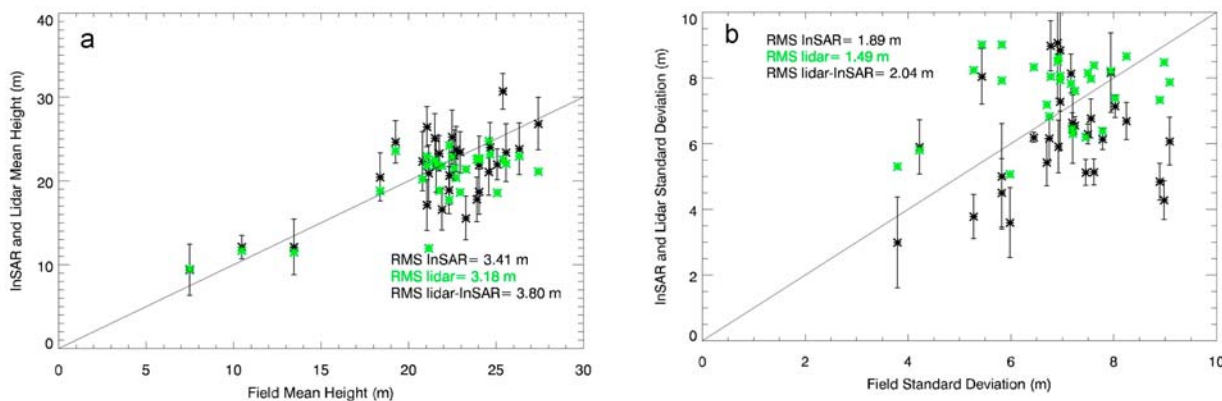 a
InSAR and Lidar Mean Height (m)
40
30
20
10
0
RMS InSAR= 3.41 m
RMS lidar= 3.18 m
RMS lidar-InSAR= 3.80 m
0 5 10 15 20 25 30
Field Mean Height (m)
b
InSAR and Lidar Standard Deviation (m)
10
8
6
4
2
0
RMS InSAR= 1.89 m
RMS lidar= 1.49 m
RMS lidar-InSAR= 2.04 m
0 2 4 6 8 10
Field Standard Deviation (m)